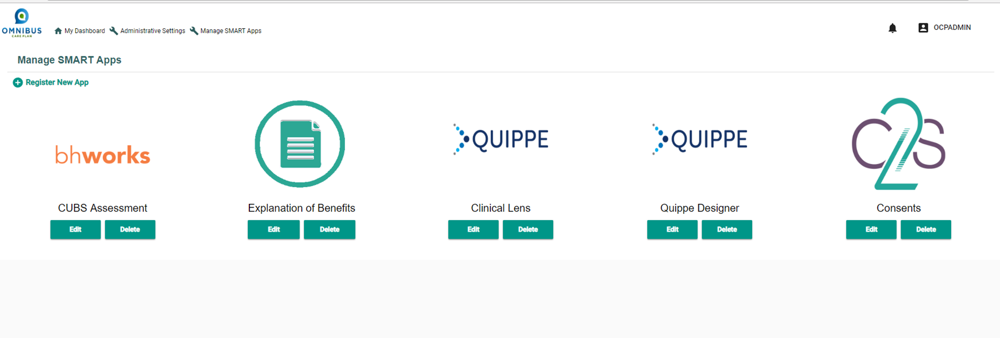 OMNIBUS
CARE PLAN
My Dashboard Administrative Settings Manage SMART Apps
OCPADMIN
Manage SMART Apps
Register New App
bhworks
QUIPPE
QUIPPE
C2S
CUBS Assessment
Explanation of Benefits
Clinical Lens
Quippe Designer
Consents
Edit Delete
Edit Delete
Edit Delete
Edit Delete
Edit Delete